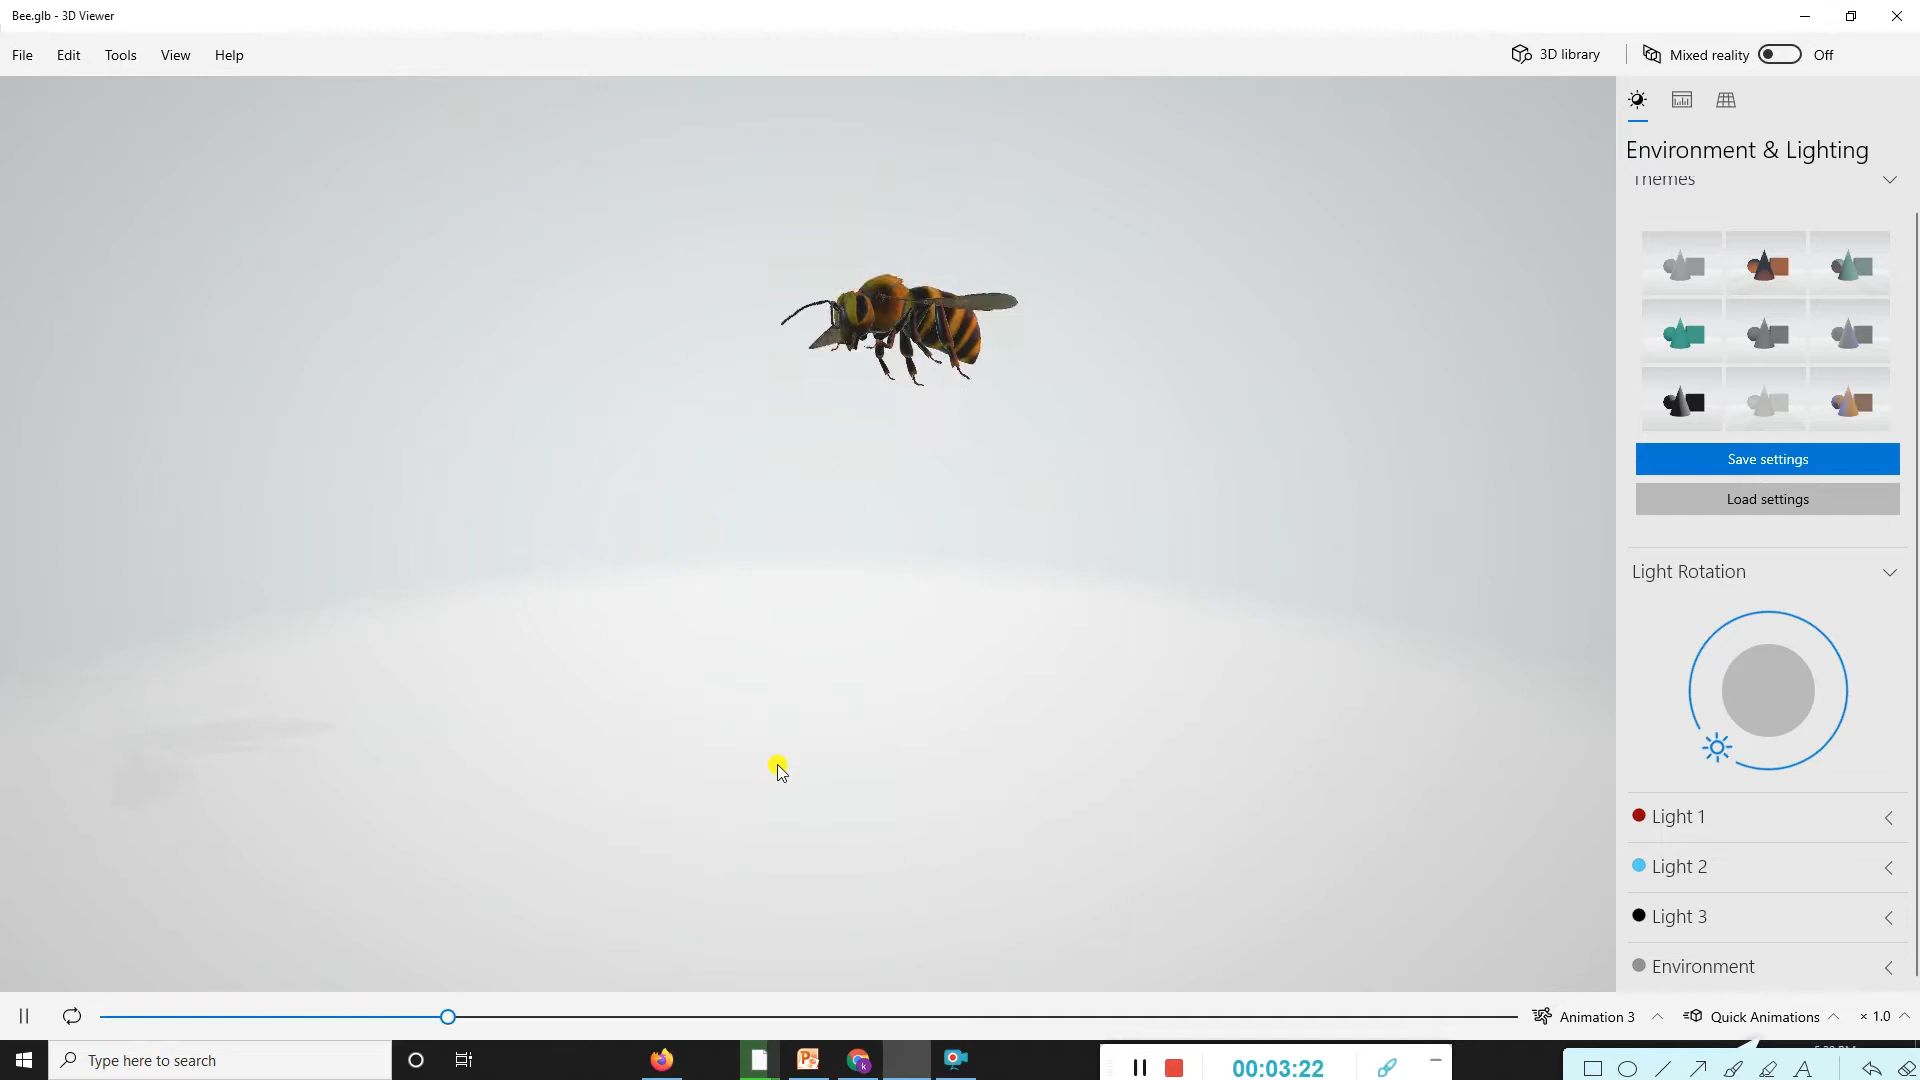 Bee.glb - 3D Viewer
File Edit Tools View Help
3D library
Mixed reality Off
Environment & Lighting
Themes
Save settings
Load settings
Light Rotation
Light 1
Light 2
Light 3
Environment
Animation 3
Quick Animations
× 1.0
Type here to search
00:03:22